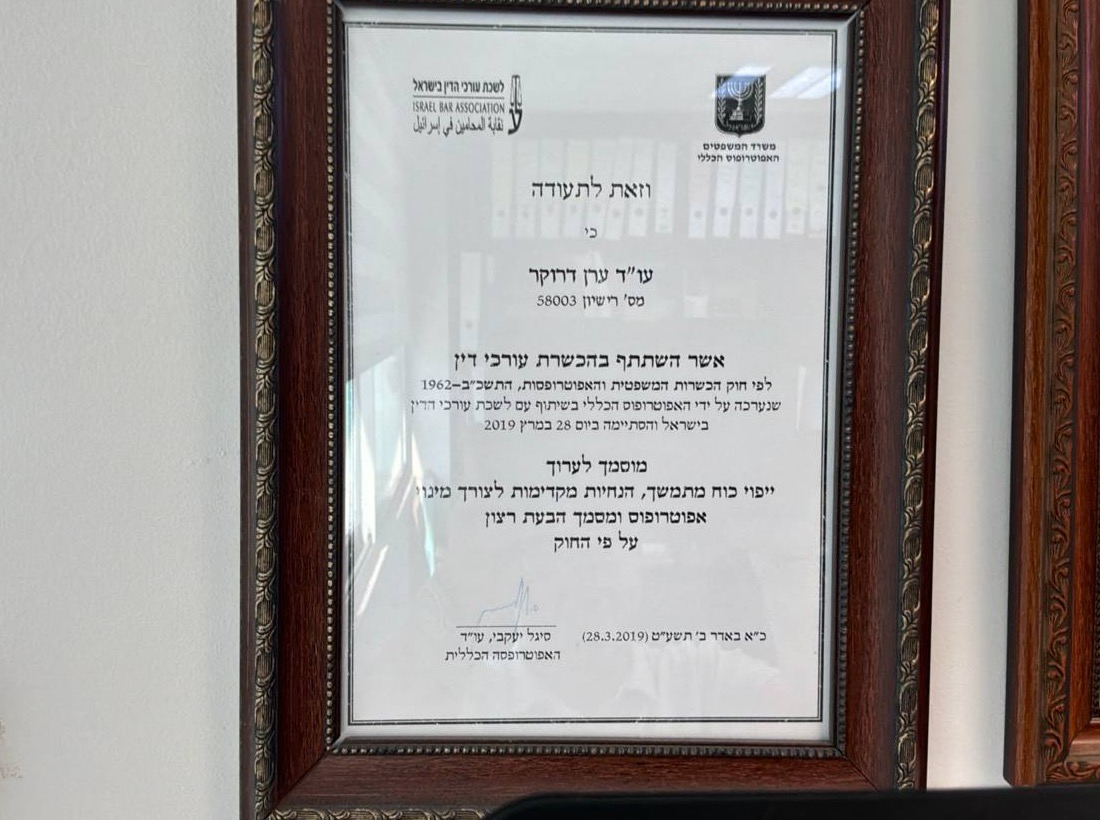 לשכת עורכי הדין בישראל
ISRAEL BAR ASSOCIATION
نقابة المحامين في إسرائيل
משרד המשפטים
האפוטרופוס הכללי
וזאת לתעודה
כי
עו"ד ערן דרוקר
מס' רישיון 58003
אשר השתתף בהכשרת עורכי דין
לפי חוק הכשרות המשפטית והאפוטרופסות, התשכ"ב–1962
שנערכה על ידי האפוטרופוס הכללי בשיתוף עם לשכת עורכי הדין
בישראל והסתיימה ביום 28 במרץ 2019
מוסמך לערוך
ייפוי כוח מתמשך, הנחיות מקדימות לצורך מינוי
אפוטרופוס ומסמך הבעת רצון
על פי החוק
כ"א באדר ב' תשע"ט (28.3.2019)
סיגל יעקבי, עו"ד
האפוטרופסה הכללית